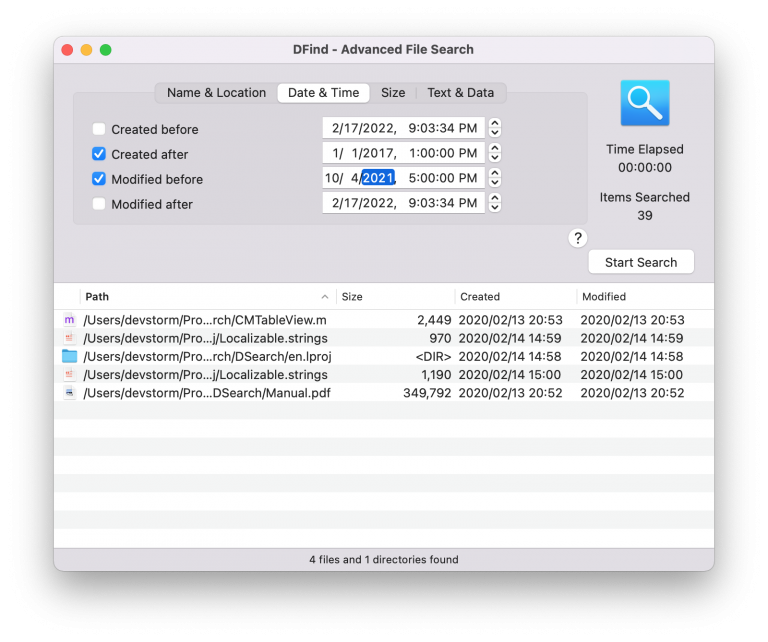 DFind - Advanced File Search
Name & Location Date & Time Size Text & Data
Created before 2/17/2022, 9:03:34 PM
Created after 1/ 1/2017, 1:00:00 PM
Modified before 10/ 4/2021, 5:00:00 PM
Modified after 2/17/2022, 9:03:34 PM
Time Elapsed
00:00:00
Items Searched
39
?
Start Search
Path Size Created Modified
m /Users/devstorm/Pro...rch/CMTableView.m 2,449 2020/02/13 20:53 2020/02/13 20:53
/Users/devstorm/Pro...j/Localizable.strings 970 2020/02/14 14:59 2020/02/14 14:59
/Users/devstorm/Pro...rch/DSearch/en.lproj <DIR> 2020/02/14 14:58 2020/02/14 14:58
/Users/devstorm/Pro...j/Localizable.strings 1,190 2020/02/14 15:00 2020/02/14 15:00
/Users/devstorm/Pro...DSearch/Manual.pdf 349,792 2020/02/13 20:52 2020/02/13 20:52
4 files and 1 directories found